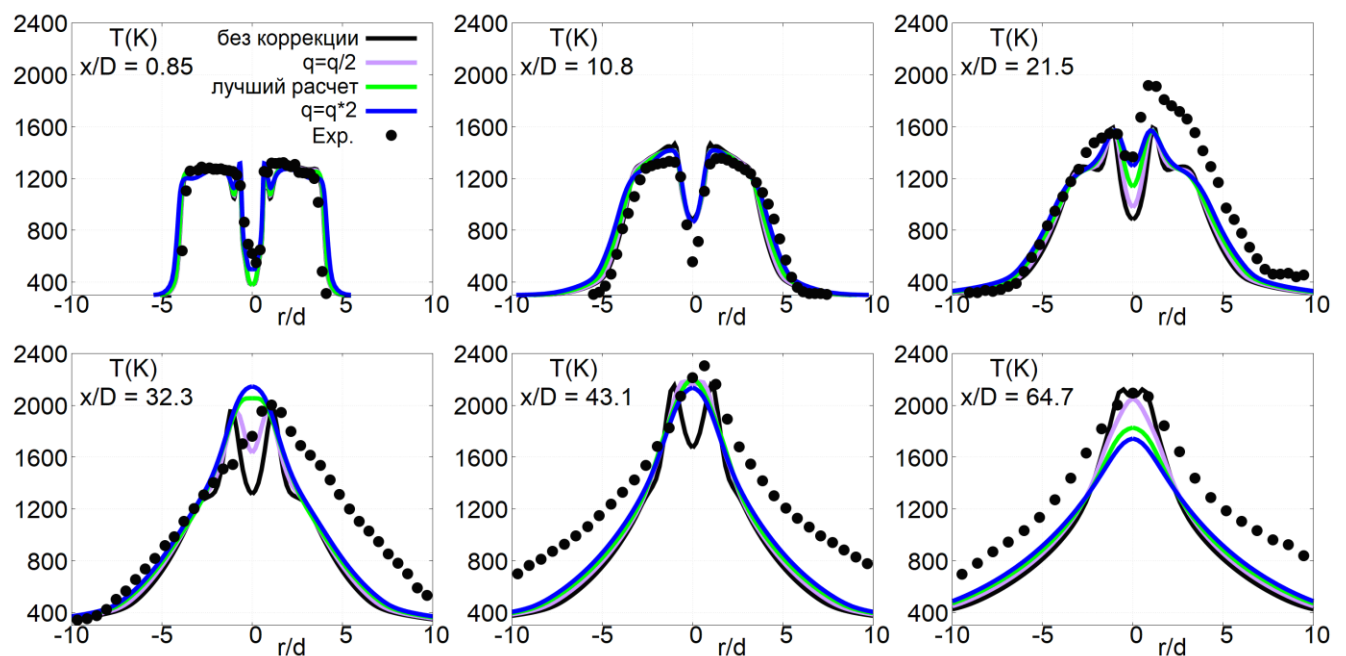 2400
2000
1600
1200
800
400
-10
-5
0
5
10
r/d
T(K)
x/D = 0.85
без коррекции
q=q/2
лучший расчет
q=q*2
Exp.
2400
2000
1600
1200
800
400
-10
-5
0
5
10
r/d
T(K)
x/D = 10.8
2400
2000
1600
1200
800
400
-10
-5
0
5
10
r/d
T(K)
x/D = 21.5
2400
2000
1600
1200
800
400
-10
-5
0
5
10
r/d
T(K)
x/D = 32.3
2400
2000
1600
1200
800
400
-10
-5
0
5
10
r/d
T(K)
x/D = 43.1
2400
2000
1600
1200
800
400
-10
-5
0
5
10
r/d
T(K)
x/D = 64.7